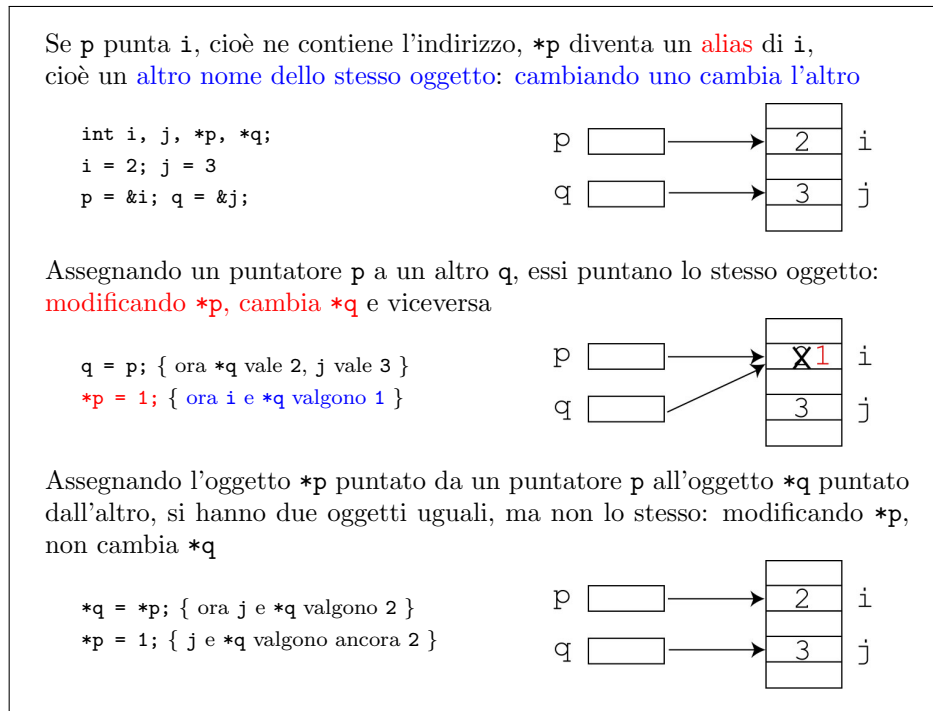 Se p punta i, cioè ne contiene l'indirizzo, *p diventa un alias di i,
cioè un altro nome dello stesso oggetto: cambiando uno cambia l'altro
int i, j, *p, *q;
i = 2; j = 3
p = &i; q = &j;
p 2 i
q 3 j
Assegnando un puntatore p a un altro q, essi puntano lo stesso oggetto:
modificando *p, cambia *q e viceversa
q = p; { ora *q vale 2, j vale 3 }
*p = 1; { ora i e *q valgono 1 }
p 2 1 i
q 3 j
Assegnando l'oggetto *p puntato da un puntatore p all'oggetto *q puntato
dall'altro, si hanno due oggetti uguali, ma non lo stesso: modificando *p,
non cambia *q
*q = *p; { ora j e *q valgono 2 }
*p = 1; { j e *q valgono ancora 2 }
p 2 i
q 3 j